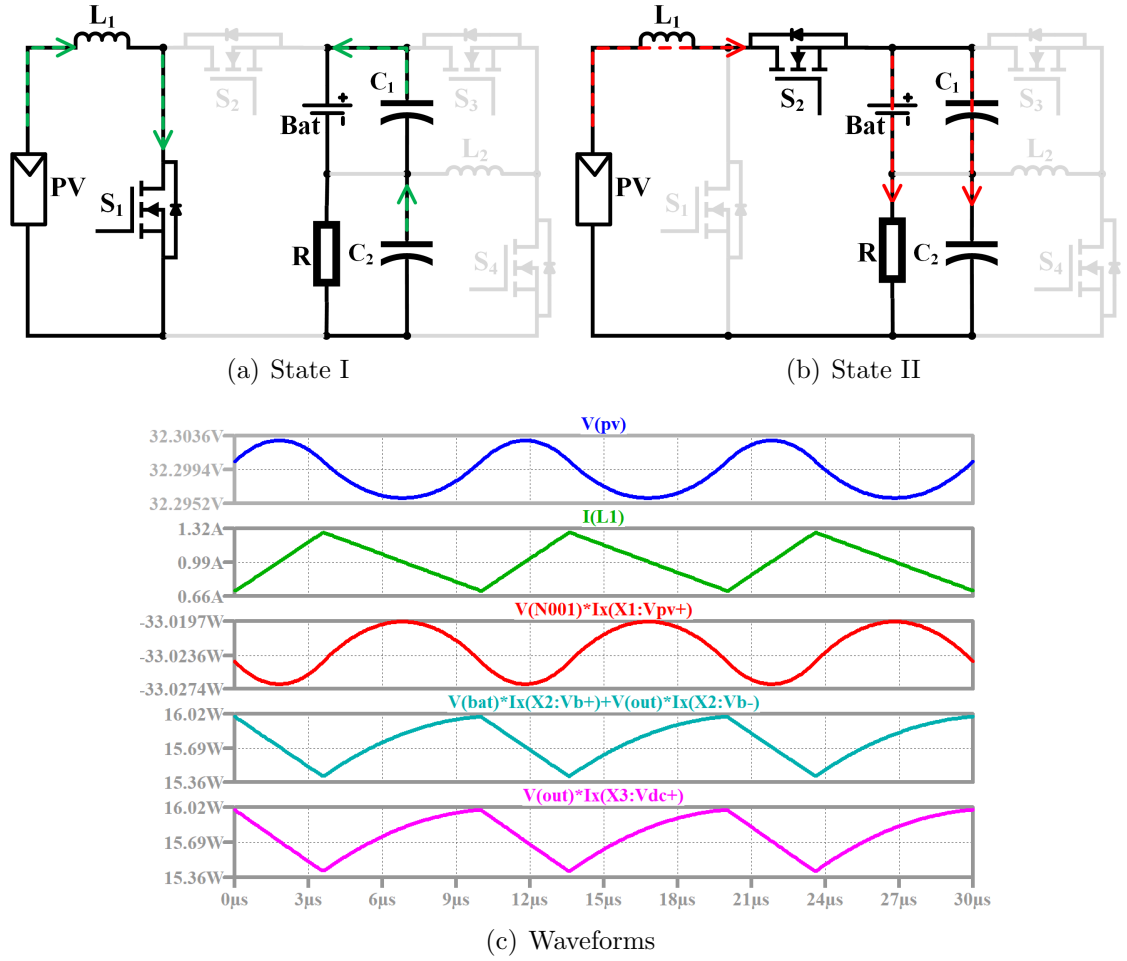 L1 L1
S2 C1 S3 S2 C1 S3
Bat + - Bat + -
L2 L2
PV S1 PV S1
R C2 S4 R C2 S4
(a) State I (b) State II
V(pv)
32.3036V
32.2994V
32.2952V
I(L1)
1.32A
0.99A
0.66A
V(N001)*Ix(X1:Vpv+)
-33.0197W
-33.0236W
-33.0274W
V(bat)*Ix(X2:Vb+)+V(out)*Ix(X2:Vb-)
16.02W
15.69W
15.36W
V(out)*Ix(X3:Vdc+)
16.02W
15.69W
15.36W
0µs 3µs 6µs 9µs 12µs 15µs 18µs 21µs 24µs 27µs 30µs
(c) Waveforms